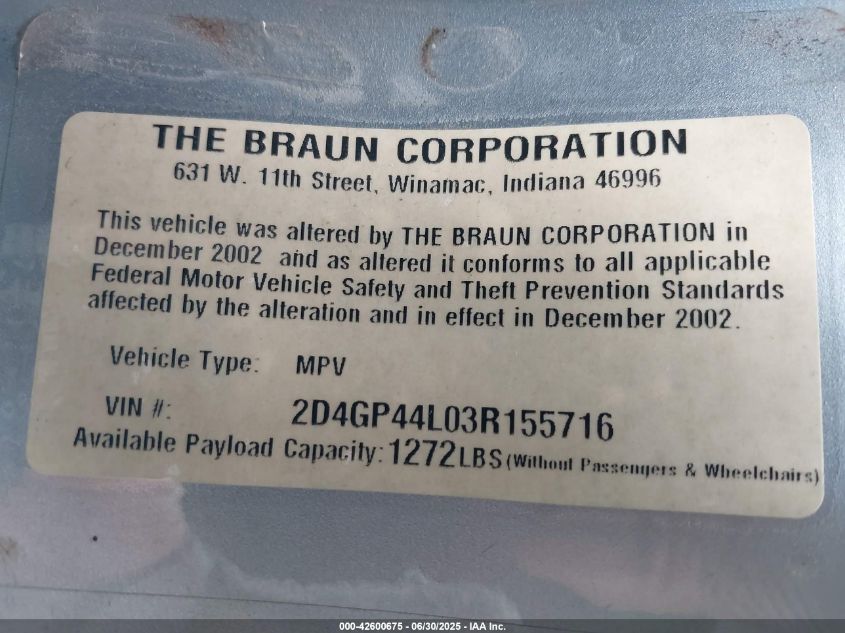 THE BRAUN CORPORATION
631 W. 11th Street, Winamac, Indiana 46996
This vehicle was altered by THE BRAUN CORPORATION in
December 2002 and as altered it conforms to all applicable
Federal Motor Vehicle Safety and Theft Prevention Standards
affected by the alteration and in effect in December 2002.
Vehicle Type: MPV
VIN #: 2D4GP44L03R155716
Available Payload Capacity: 1272LBS (Without Passengers & Wheelchairs)
000-42600675 - 06/30/2025 - IAA Inc.